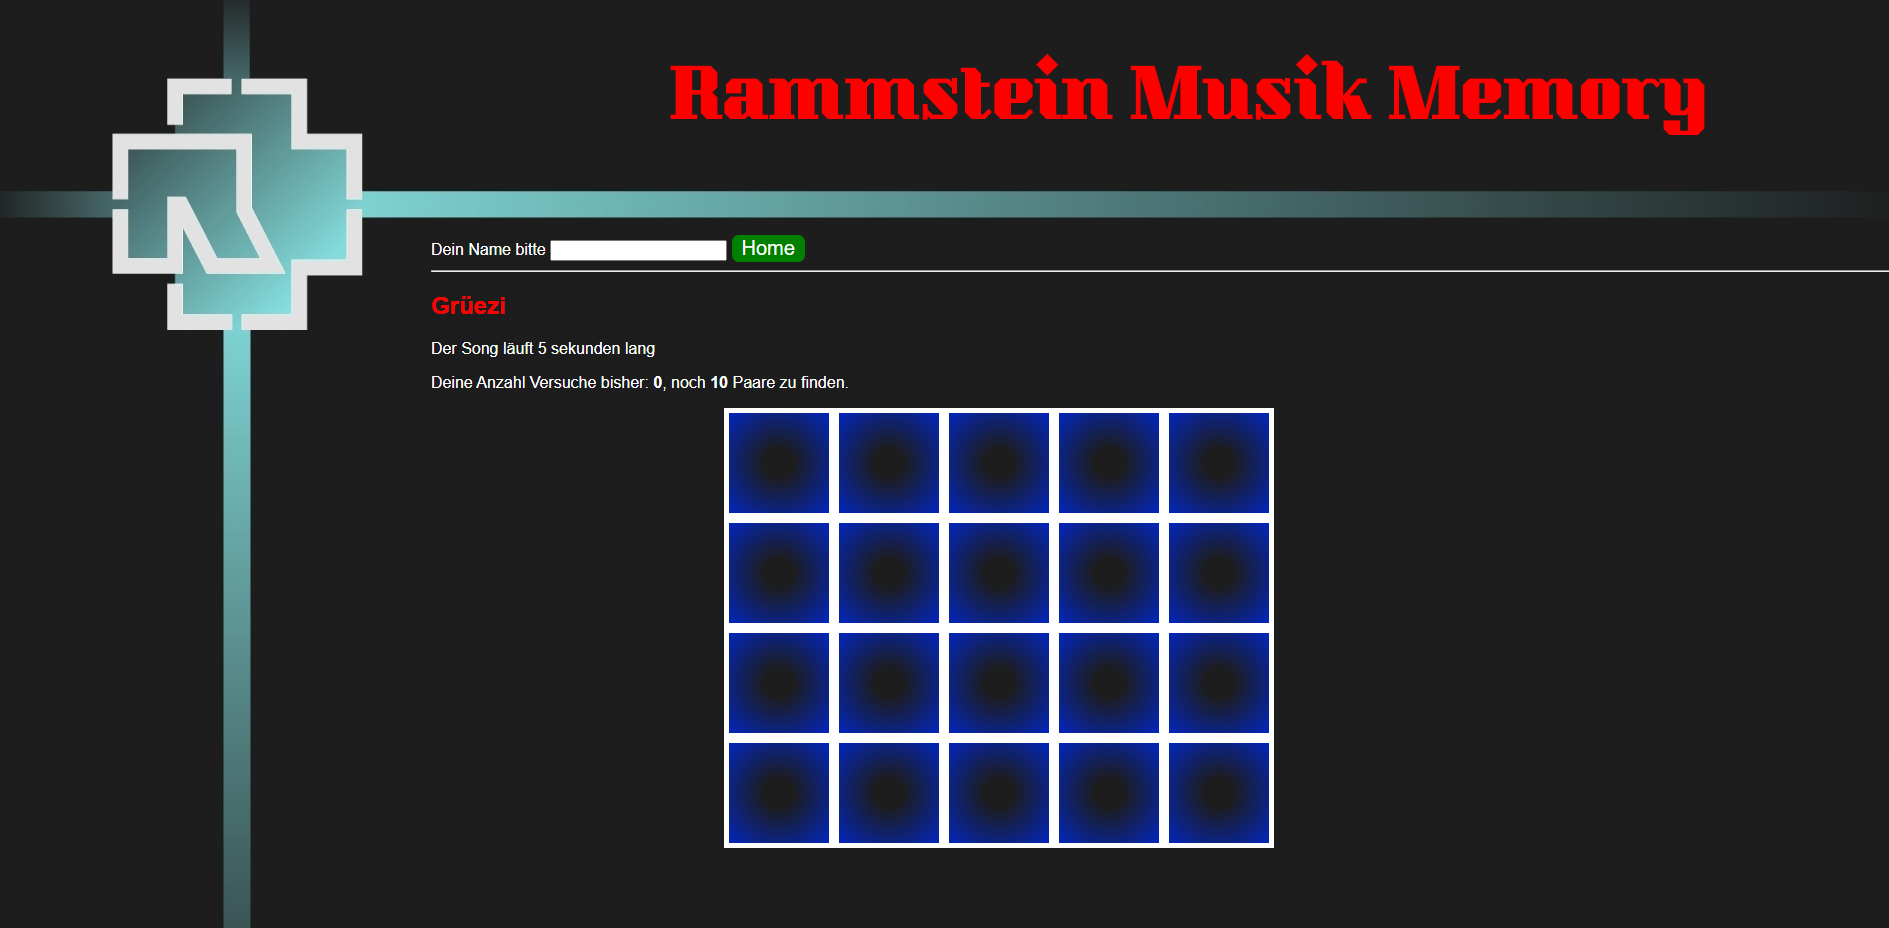 Rammstein Musik Memory
Dein Name bitte Home
Grüezi
Der Song läuft 5 sekunden lang
Deine Anzahl Versuche bisher: 0, noch 10 Paare zu finden.